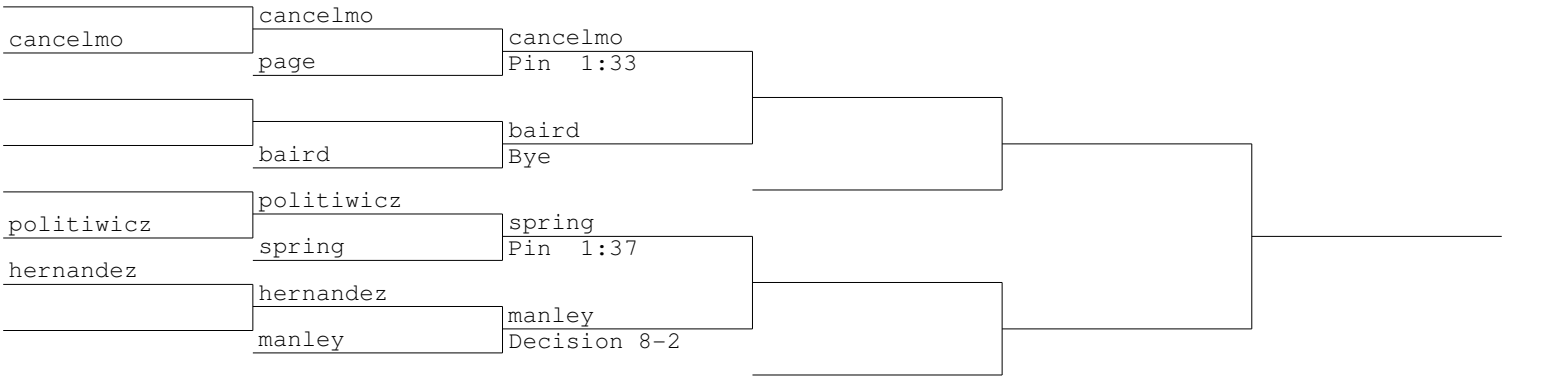 cancelmo
cancelmo
page
cancelmo
Pin 1:33
baird
baird
Bye
politiwicz
politiwicz
spring
spring
Pin 1:37
hernandez
hernandez
manley
manley
Decision 8-2